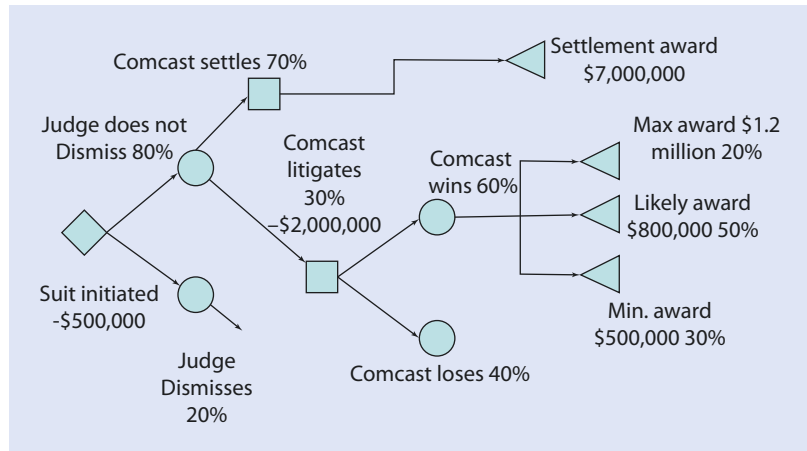 Comcast settles 70%
Settlement award
$7,000,000
Judge does not
Dismiss 80%
Comcast
litigates
30%
–$2,000,000
Comcast
wins 60%
Max award $1.2
million 20%
Likely award
$800,000 50%
Suit initiated
-$500,000
Min. award
$500,000 30%
Judge
Dismisses
20%
Comcast loses 40%